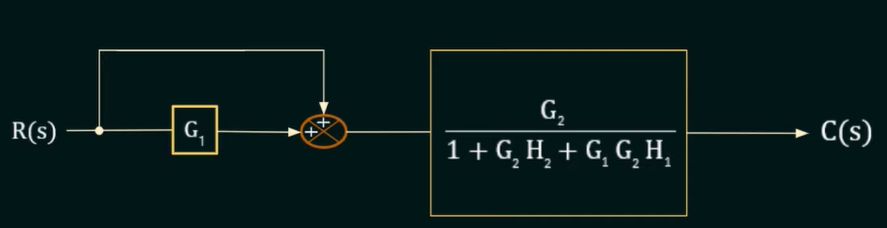 R(s)
G₁
+
+
G₂
1 + G₂ H₂ + G₁ G₂ H₁
C(s)